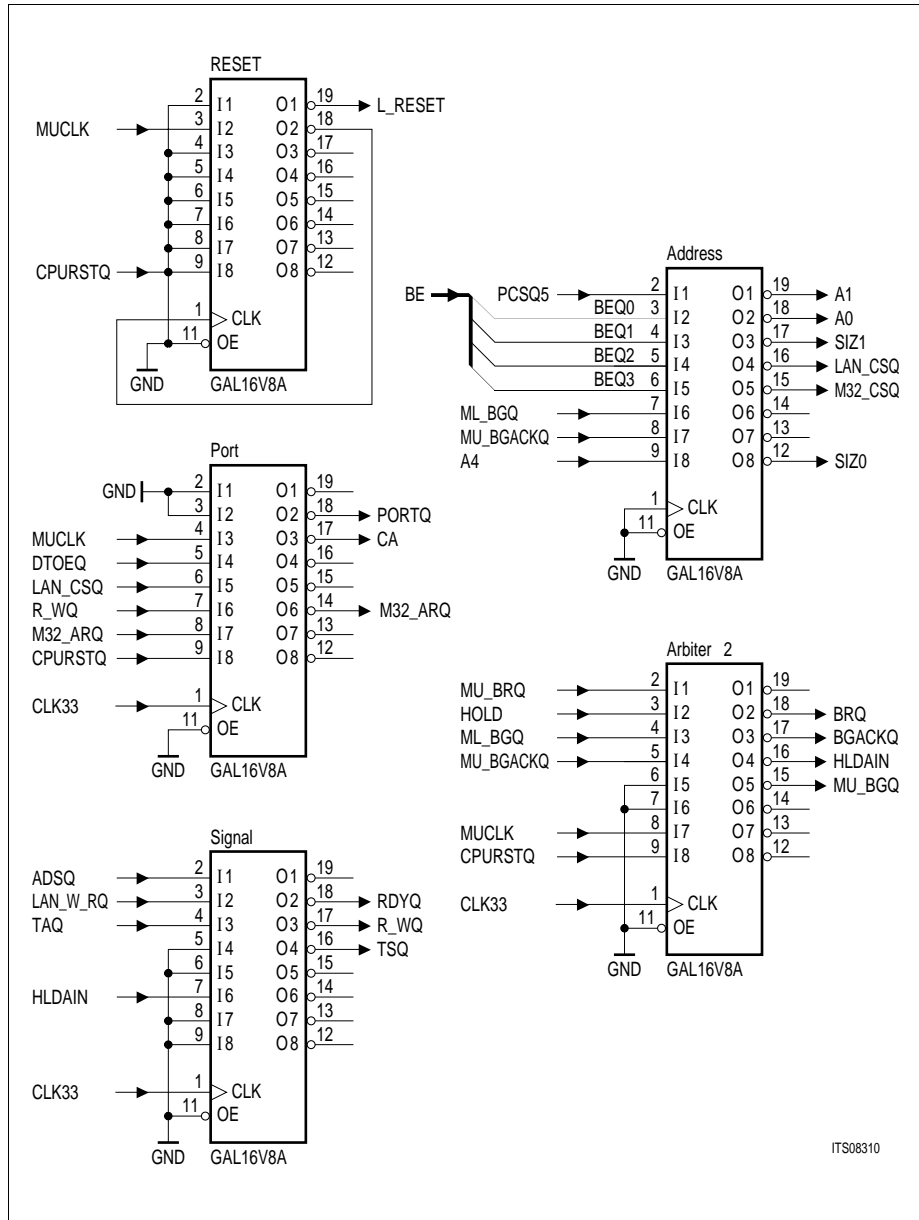 RESET
2 I1 O1 19 L_RESET
MUCLK 3 I2 O2 18
4 I3 O3 17
5 I4 O4 16
6 I5 O5 15
7 I6 O6 14
8 I7 O7 13
CPURSTQ 9 I8 O8 12
1 CLK
11 OE
GND GAL16V8A
Address
PCSQ5 2 I1 O1 19 A1
BE BEQ0 3 I2 O2 18 A0
BEQ1 4 I3 O3 17 SIZ1
BEQ2 5 I4 O4 16 LAN_CSQ
BEQ3 6 I5 O5 15 M32_CSQ
ML_BGQ 7 I6 O6 14
MU_BGACKQ 8 I7 O7 13
A4 9 I8 O8 12 SIZ0
1 CLK
11 OE
GND GAL16V8A
Port
GND 2 I1 O1 19
3 I2 O2 18 PORTQ
MUCLK 4 I3 O3 17 CA
DTOEQ 5 I4 O4 16
LAN_CSQ 6 I5 O5 15
R_WQ 7 I6 O6 14 M32_ARQ
M32_ARQ 8 I7 O7 13
CPURSTQ 9 I8 O8 12
CLK33 1 CLK
11 OE
GND GAL16V8A
Arbiter 2
MU_BRQ 2 I1 O1 19
HOLD 3 I2 O2 18 BRQ
ML_BGQ 4 I3 O3 17 BGACKQ
MU_BGACKQ 5 I4 O4 16 HLDAIN
6 I5 O5 15 MU_BGQ
7 I6 O6 14
MUCLK 8 I7 O7 13
CPURSTQ 9 I8 O8 12
CLK33 1 CLK
11 OE
GND GAL16V8A
Signal
ADSQ 2 I1 O1 19
LAN_W_RQ 3 I2 O2 18 RDYQ
TAQ 4 I3 O3 17 R_WQ
5 I4 O4 16 TSQ
6 I5 O5 15
HLDAIN 7 I6 O6 14
8 I7 O7 13
9 I8 O8 12
CLK33 1 CLK
11 OE
GND GAL16V8A
ITS08310